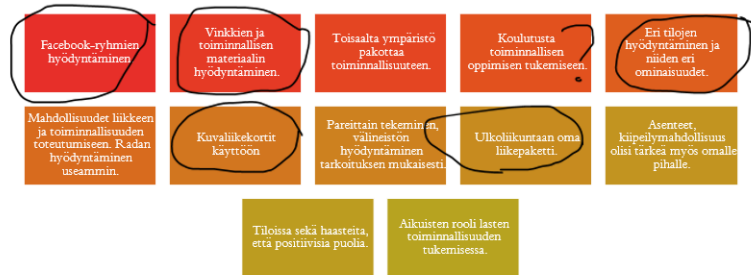 Facebook-ryhmien
hyödyntäminen.
Vinkkien ja
toiminnallisen
materiaalin
hyödyntäminen.
Toisaalta ympäristö
pakottaa
toiminnallisuuteen.
Koulutusta
toiminnallisen
oppimisen tukemiseen.
?
Eri tilojen
hyödyntäminen ja
niiden eri
ominaisuudet.
Mahdollisuudet liikkeen
ja toiminnallisuuden
toteutumiseen. Radan
hyödyntäminen
useammin.
Kuvaliikekortit
käyttöön
Pareittain tekeminen,
välineistön
hyödyntäminen
tarkoituksen mukaisesti.
Ulkoliikuntaan oma
liikepaketti.
Asenteet,
kiipeilymahdollisuus
olisi tärkeä myös omalle
pihalle.
Tiloissa sekä haasteita,
että positiivisia puolia.
Aikuisten rooli lasten
toiminnallisuuden
tukemisessa.